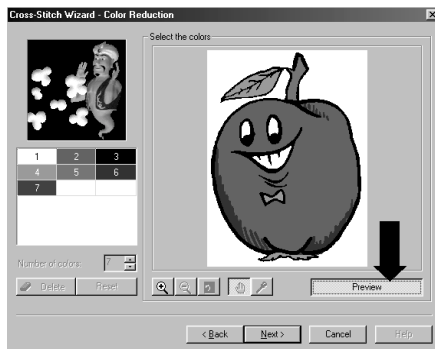 Cross-Stitch Wizard - Color Reduction
Select the colors
1 2 3
4 5 6
7
Number of colors: 7
Delete Reset
Preview
< Back Next > Cancel Help